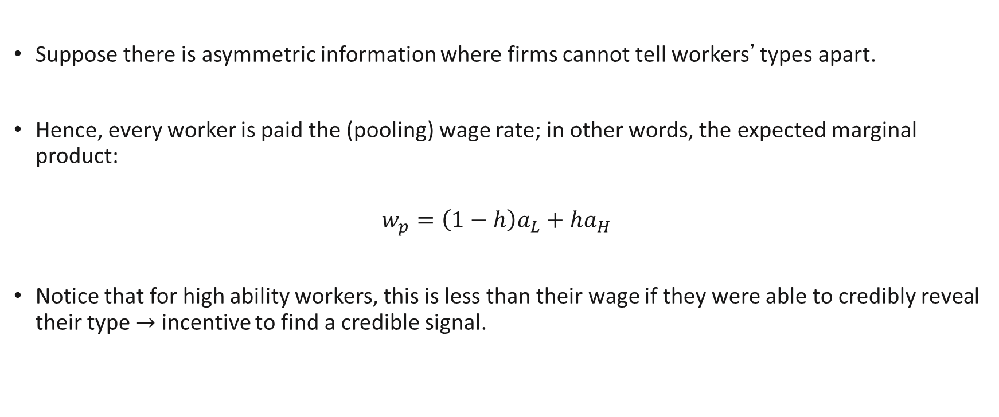 • Suppose there is asymmetric information where firms cannot tell workers’ types apart.
• Hence, every worker is paid the (pooling) wage rate; in other words, the expected marginal
product:
𝑤ₚ = (1 − ℎ)𝑎_𝐿 + ℎ𝑎_𝐻
• Notice that for high ability workers, this is less than their wage if they were able to credibly reveal
their type → incentive to find a credible signal.